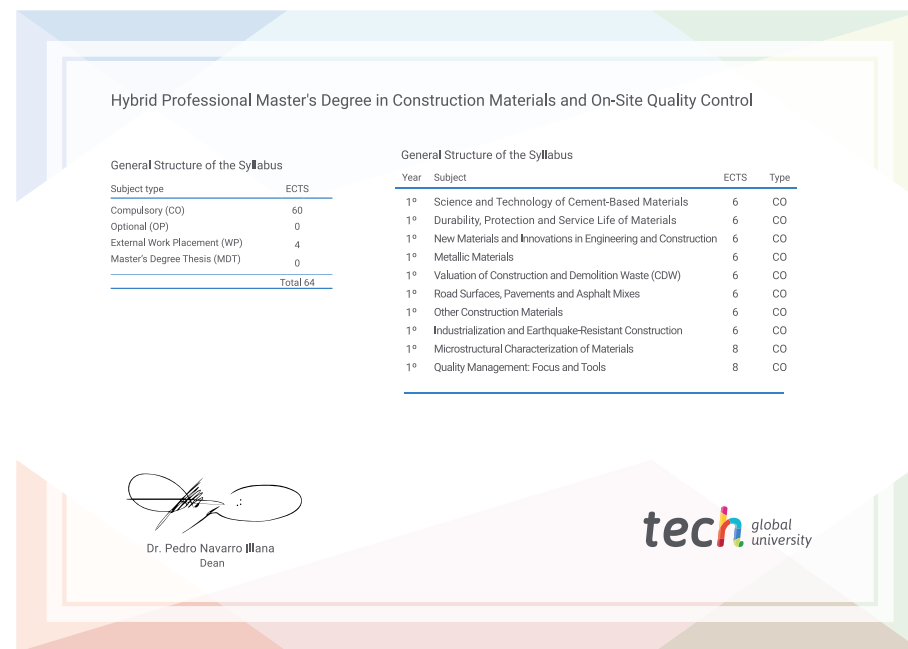 Hybrid Professional Master's Degree in Construction Materials and On-Site Quality Control
General Structure of the Syllabus
Subject type ECTS
Compulsory (CO) 60
Optional (OP) 0
External Work Placement (WP) 4
Master's Degree Thesis (MDT) 0
Total 64
General Structure of the Syllabus
Year Subject ECTS Type
1º Science and Technology of Cement-Based Materials 6 CO
1º Durability, Protection and Service Life of Materials 6 CO
1º New Materials and Innovations in Engineering and Construction 6 CO
1º Metallic Materials 6 CO
1º Valuation of Construction and Demolition Waste (CDW) 6 CO
1º Road Surfaces, Pavements and Asphalt Mixes 6 CO
1º Other Construction Materials 6 CO
1º Industrialization and Earthquake-Resistant Construction 6 CO
1º Microstructural Characterization of Materials 8 CO
1º Quality Management: Focus and Tools 8 CO
Dr. Pedro Navarro Illana
Dean
tech global
university